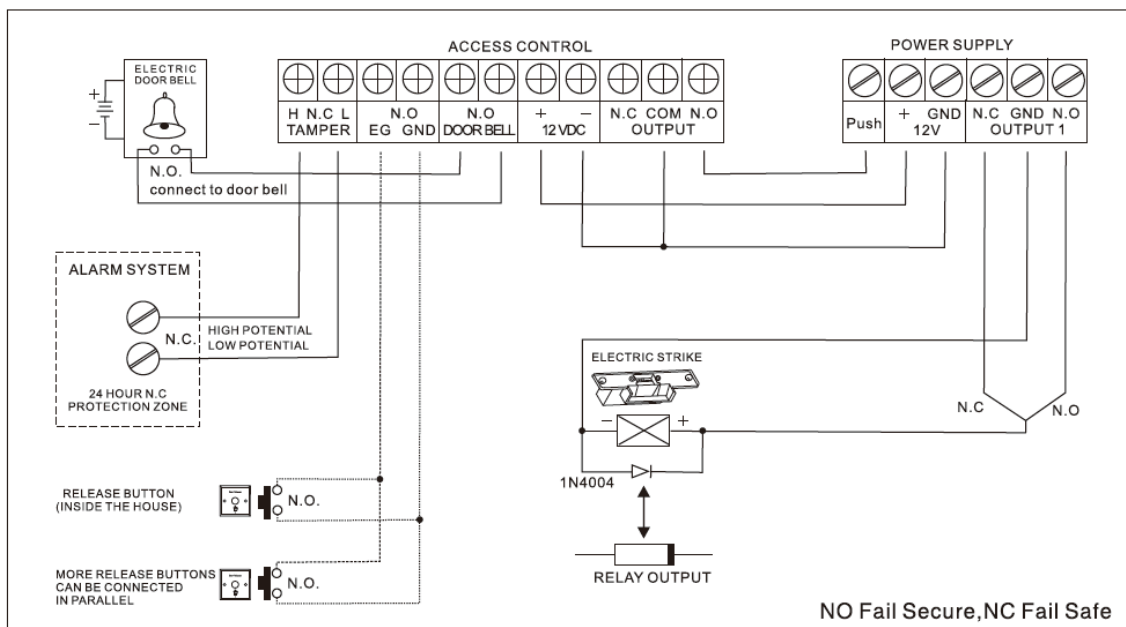 ACCESS CONTROL
POWER SUPPLY
ELECTRIC
DOOR BELL
+
−
H N.C L
TAMPER
N.O
EG GND
N.O
DOOR BELL
+ −
12 VDC
N.C COM N.O
OUTPUT
Push
+ GND
12V
N.C GND N.O
OUTPUT 1
N.O.
connect to door bell
ALARM SYSTEM
N.C.
HIGH POTENTIAL
LOW POTENTIAL
24 HOUR N.C
PROTECTION ZONE
ELECTRIC STRIKE
− +
1N4004
N.C N.O
RELEASE BUTTON
(INSIDE THE HOUSE)
N.O.
MORE RELEASE BUTTONS
CAN BE CONNECTED
IN PARALLEL
N.O.
RELAY OUTPUT
NO Fail Secure,NC Fail Safe